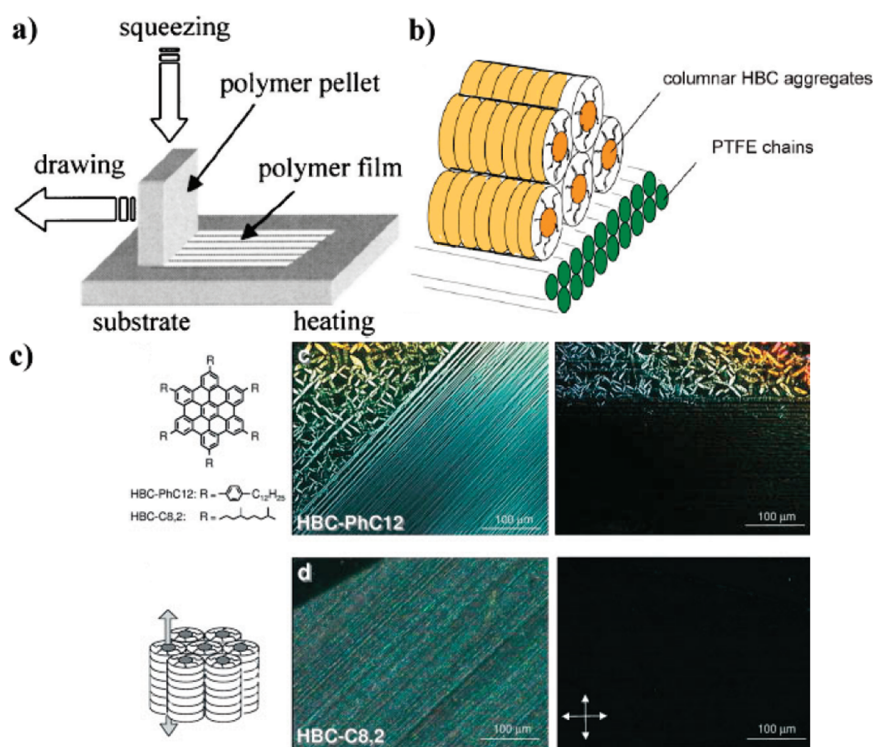 a)
squeezing
polymer pellet
drawing
polymer film
substrate
heating
b)
columnar HBC aggregates
PTFE chains
c)
R
R
R
R
R
R
HBC-PhC12: R =
C12H25
HBC-C8,2: R =
c
HBC-PhC12
100 µm
100 µm
d
HBC-C8,2
100 µm
100 µm